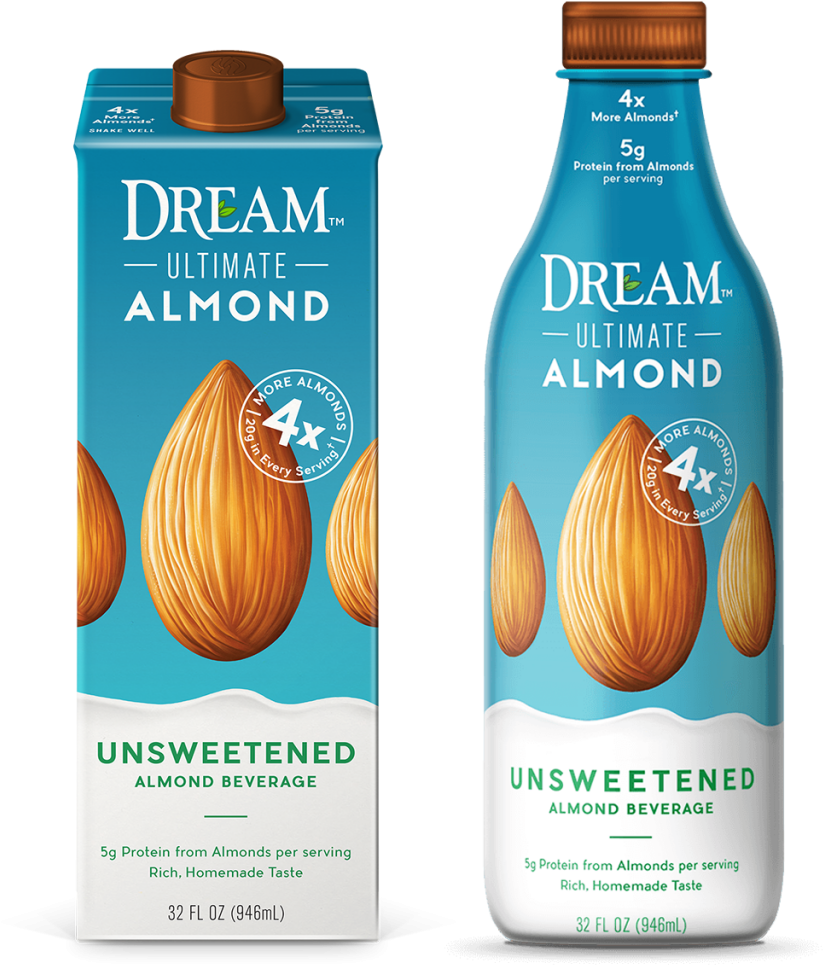 4x
More
Almonds†
SHAKE WELL
5g
Protein
from
Almonds
per serving
DREAM™
ULTIMATE
ALMOND
MORE ALMONDS
4x
20g in Every Serving†
UNSWEETENED
ALMOND BEVERAGE
5g Protein from Almonds per serving
Rich, Homemade Taste
32 FL OZ (946mL)
4x
More Almonds†
5g
Protein from Almonds
per serving
DREAM™
ULTIMATE
ALMOND
MORE ALMONDS
4x
20g in Every Serving†
UNSWEETENED
ALMOND BEVERAGE
5g Protein from Almonds per serving
Rich, Homemade Taste
32 FL OZ (946mL)